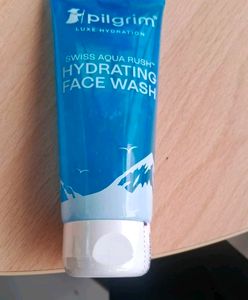 pilgrim®
LUXE HYDRATION
SWISS AQUA RUSH™
HYDRATING
FACE WASH